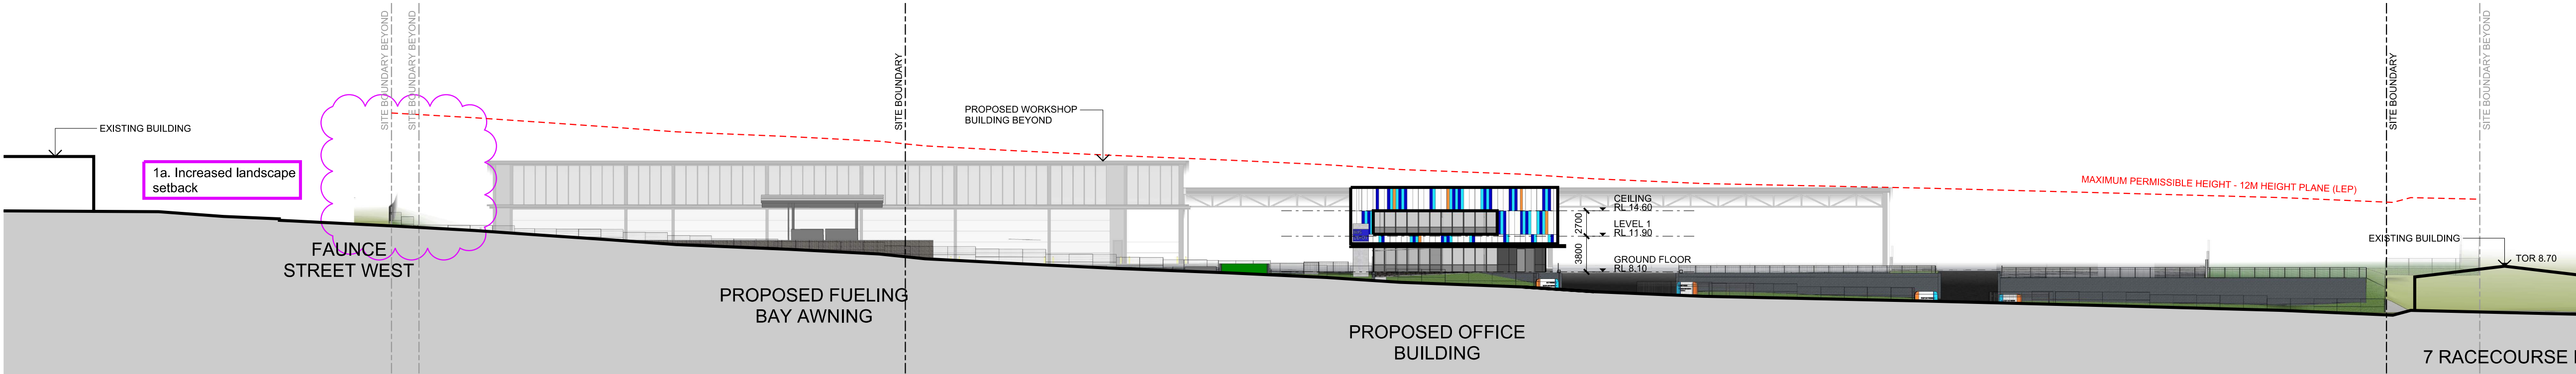 SITE BOUNDARY BEYOND
SITE BOUNDARY BEYOND
SITE BOUNDARY
SITE BOUNDARY
SITE BOUNDARY BEYOND
EXISTING BUILDING
1a. Increased landscape
setback
PROPOSED WORKSHOP
BUILDING BEYOND
MAXIMUM PERMISSIBLE HEIGHT - 12M HEIGHT PLANE (LEP)
CEILING
RL 14.60
2700
LEVEL 1
RL 11.90
3800
GROUND FLOOR
RL 8.10
EXISTING BUILDING
TOR 8.70
FAUNCE
STREET WEST
PROPOSED FUELING
BAY AWNING
PROPOSED OFFICE
BUILDING
7 RACECOURSE